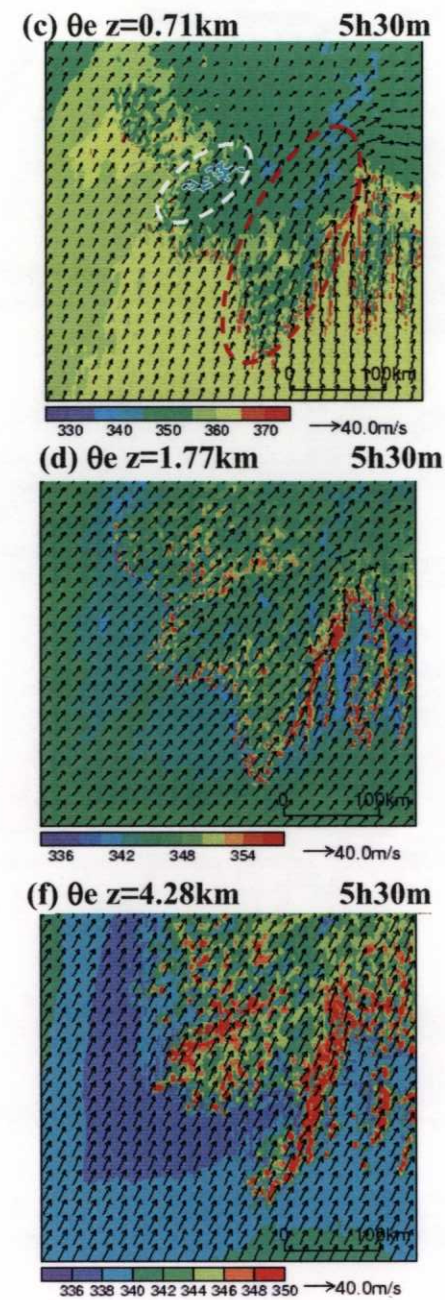 (c) θe z=0.71km 5h30m
0 100km
330 340 350 360 370 40.0m/s
(d) θe z=1.77km 5h30m
0 100km
336 342 348 354 40.0m/s
(f) θe z=4.28km 5h30m
0 100km
336 338 340 342 344 346 348 350 40.0m/s